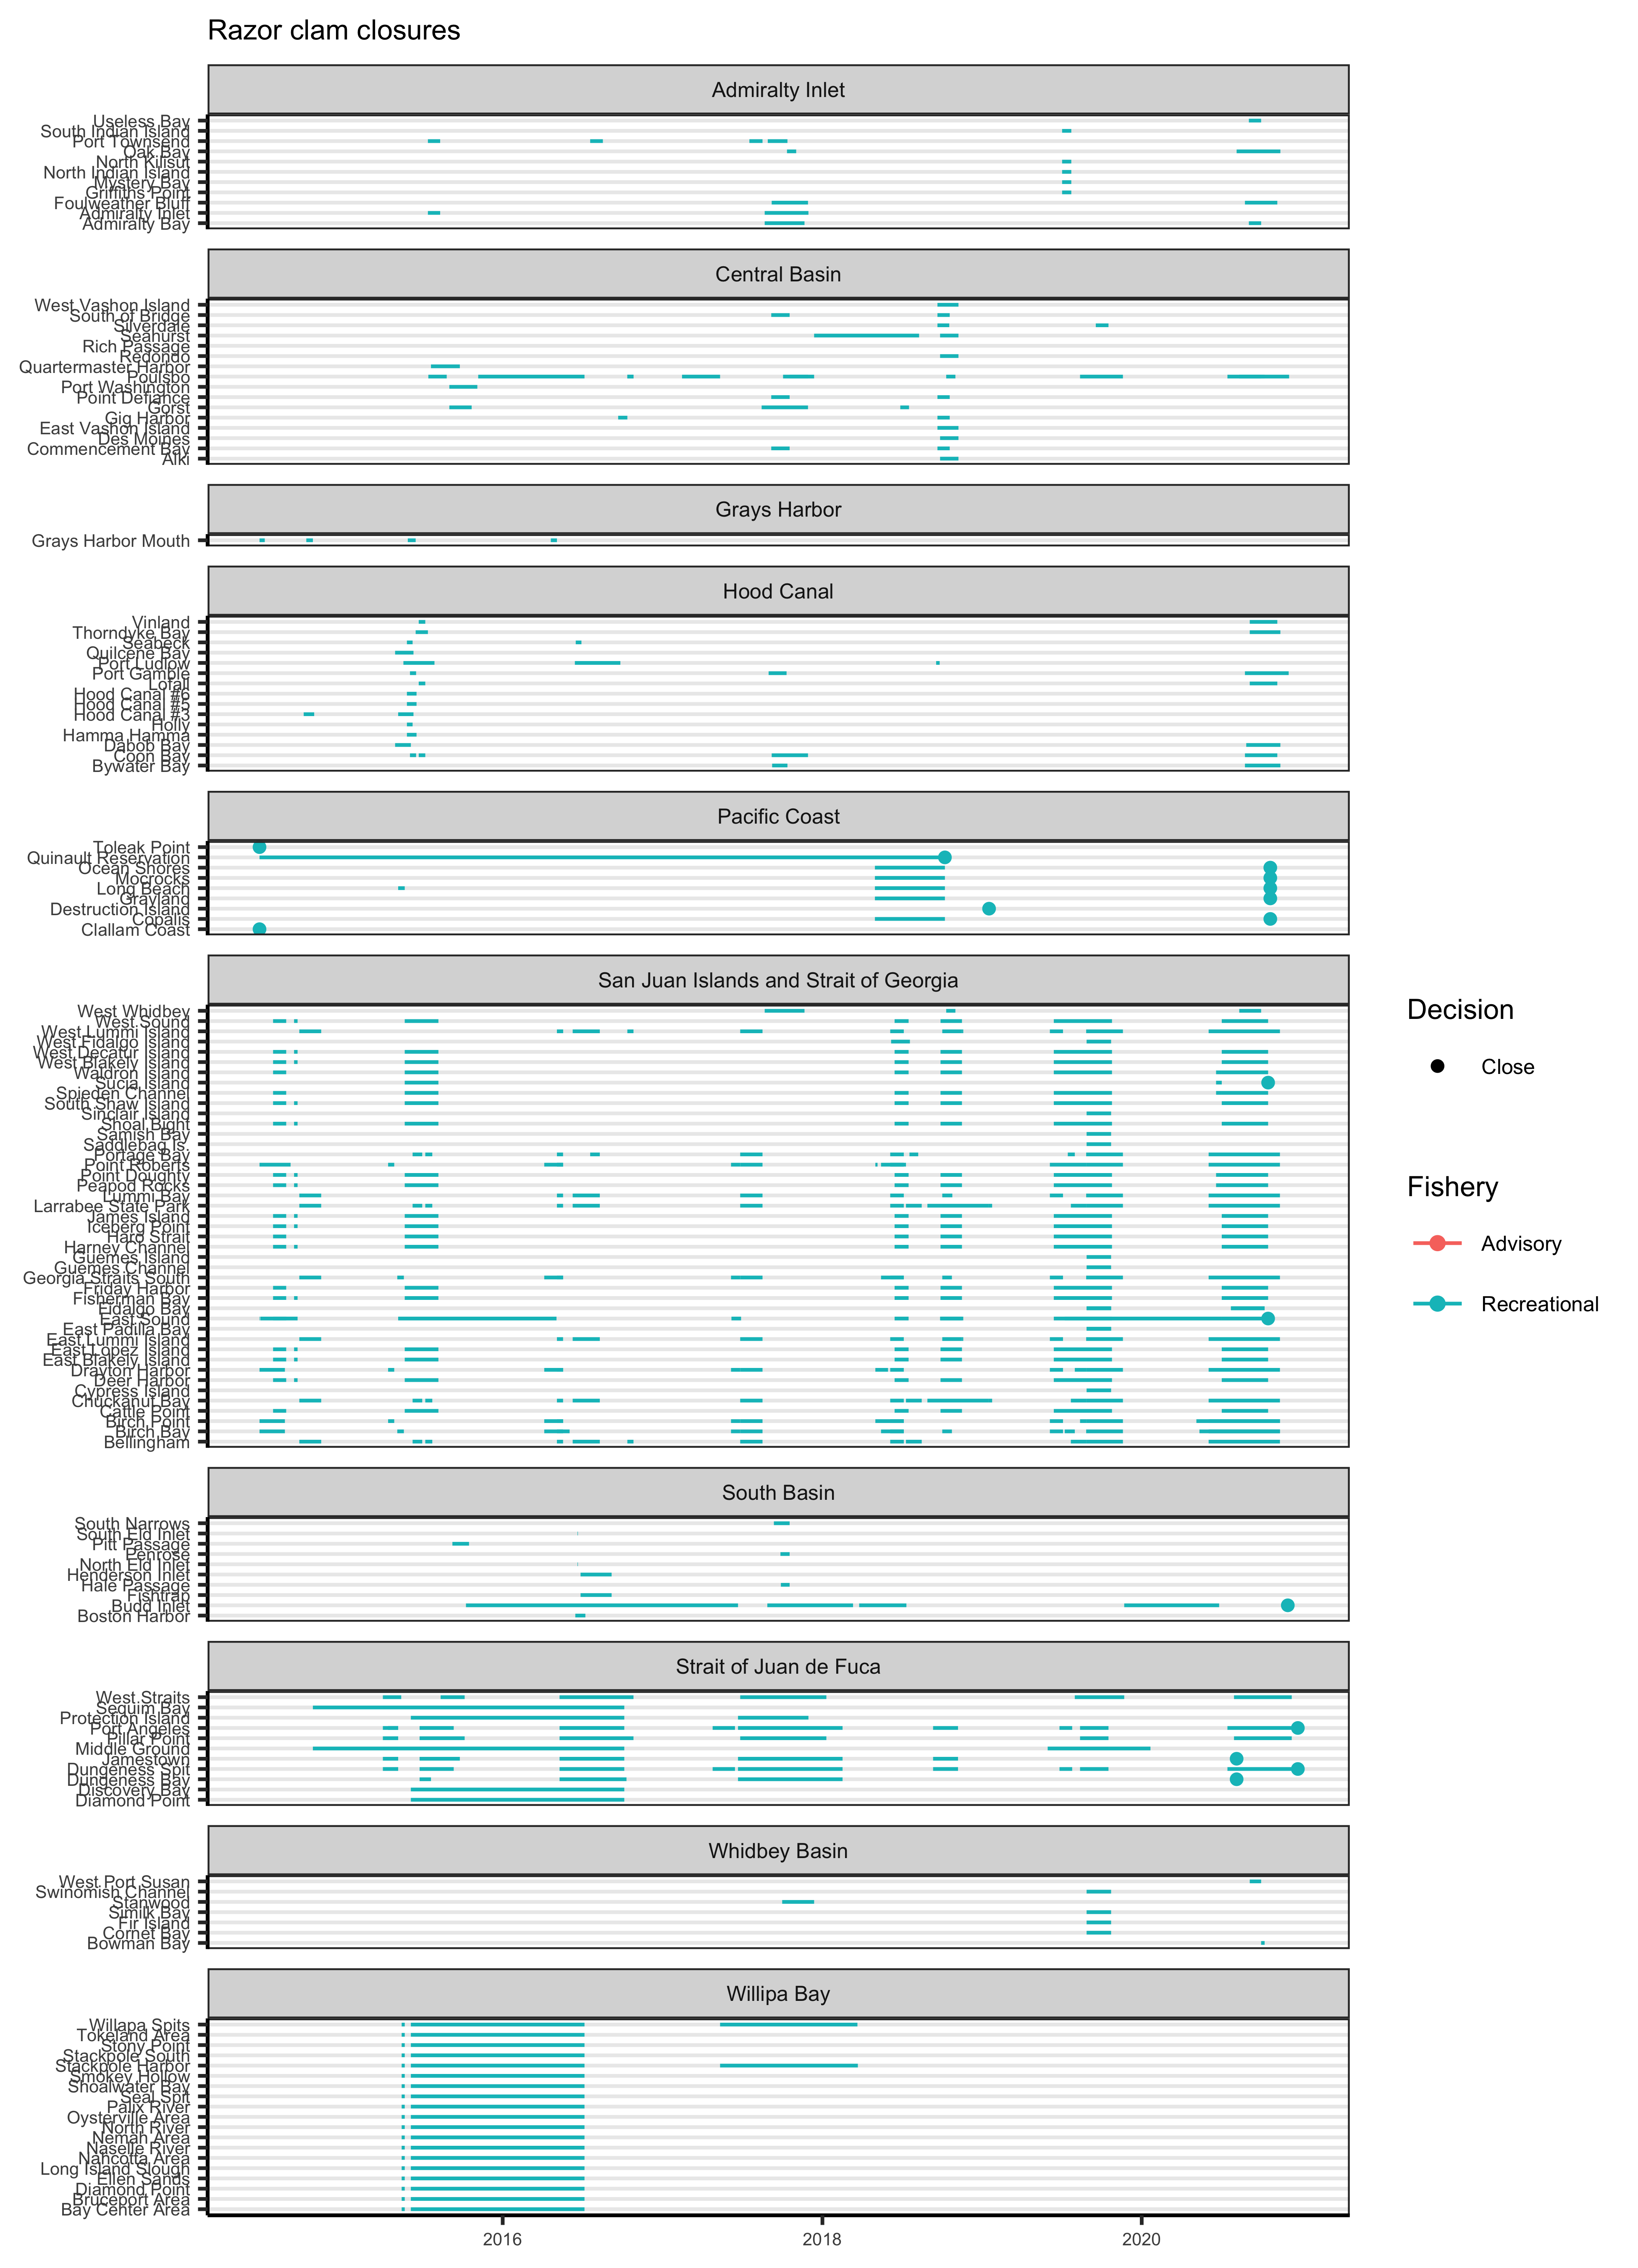 Razor clam closures
Admiralty Inlet
Useless Bay
South Indian Island
Port Townsend
Oak Bay
North Kilisut
North Indian Island
Mystery Bay
Griffiths Point
Foulweather Bluff
Admiralty Inlet
Admiralty Bay
Central Basin
West Vashon Island
South of Bridge
Silverdale
Seahurst
Rich Passage
Redondo
Quartermaster Harbor
Poulsbo
Port Washington
Point Defiance
Gorst
Gig Harbor
East Vashon Island
Des Moines
Commencement Bay
Alki
Grays Harbor
Grays Harbor Mouth
Hood Canal
Vinland
Thorndyke Bay
Seabeck
Quilcene Bay
Port Ludlow
Port Gamble
Lofall
Hood Canal #6
Hood Canal #5
Hood Canal #3
Holly
Hamma Hamma
Dabob Bay
Coon Bay
Bywater Bay
Pacific Coast
Toleak Point
Quinault Reservation
Ocean Shores
Mocrocks
Long Beach
Grayland
Destruction Island
Copalis
Clallam Coast
San Juan Islands and Strait of Georgia
West Whidbey
West Sound
West Lummi Island
West Fidalgo Island
West Decatur Island
West Blakely Island
Waldron Island
Sucia Island
Spieden Channel
South Shaw Island
Sinclair Island
Shoal Bight
Samish Bay
Saddlebag Is.
Portage Bay
Point Roberts
Point Doughty
Peapod Rocks
Lummi Bay
Larrabee State Park
James Island
Iceberg Point
Haro Strait
Harney Channel
Guemes Island
Guemes Channel
Georgia Straits South
Friday Harbor
Fisherman Bay
Fidalgo Bay
East Sound
East Padilla Bay
East Lummi Island
East Lopez Island
East Blakely Island
Drayton Harbor
Deer Harbor
Cypress Island
Chuckanut Bay
Cattle Point
Birch Point
Birch Bay
Bellingham
South Basin
South Narrows
South Eld Inlet
Pitt Passage
Penrose
North Eld Inlet
Henderson Inlet
Hale Passage
Fishtrap
Budd Inlet
Boston Harbor
Strait of Juan de Fuca
West Straits
Sequim Bay
Protection Island
Port Angeles
Pillar Point
Middle Ground
Jamestown
Dungeness Spit
Dungeness Bay
Discovery Bay
Diamond Point
Whidbey Basin
West Port Susan
Swinomish Channel
Stanwood
Similk Bay
Fir Island
Cornet Bay
Bowman Bay
Willipa Bay
Willapa Spits
Tokeland Area
Stony Point
Stackpole South
Stackpole Harbor
Smokey Hollow
Shoalwater Bay
Seal Spit
Palix River
Oysterville Area
North River
Nemah Area
Naselle River
Nahcotta Area
Long Island Slough
Ellen Sands
Diamond Point
Bruceport Area
Bay Center Area
2016
2018
2020
Decision
Close
Fishery
Advisory
Recreational